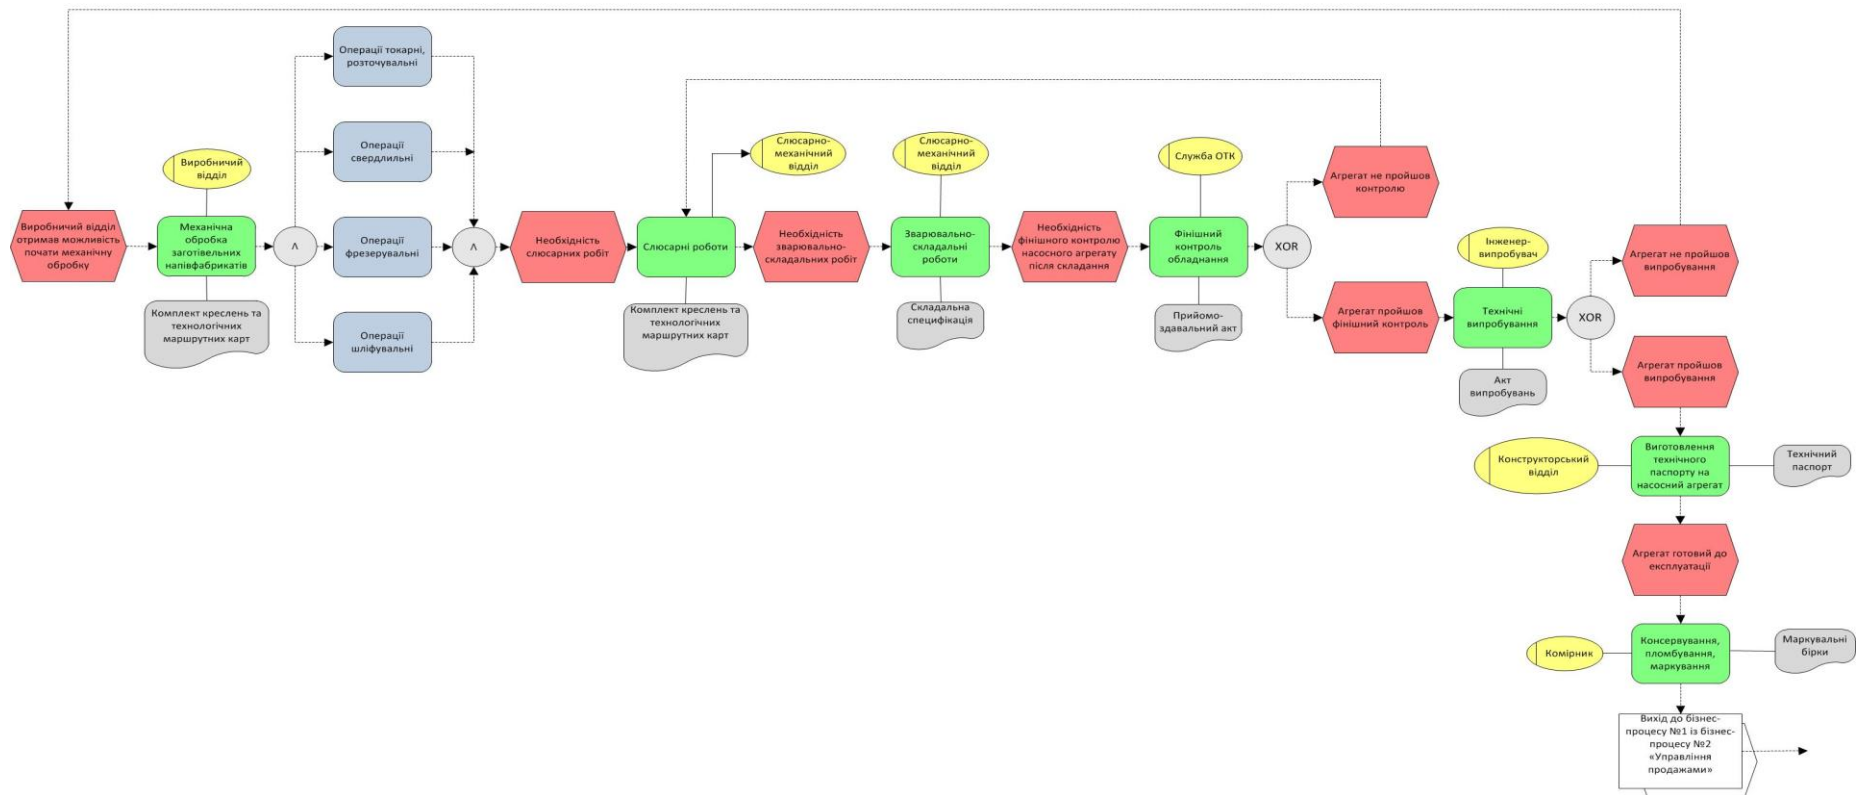 Операції токарні,
розточувальні
Операції
свердлильні
Операції
фрезерувальні
Операції
шліфувальні
Виробничий
відділ
Виробничий відділ
отримав можливість
почати механічну
обробку
Механічна
обробка
заготівельних
напівфабрикатів
Комплект креслень та
технологічних
маршрутних карт
Λ
Λ
Необхідність
слюсарних робіт
Слюсарні роботи
Слюсарно-
механічний
відділ
Комплект креслень та
технологічних
маршрутних карт
Необхідність
зварювально-
складальних робіт
Слюсарно-
механічний
відділ
Зварювально-
складальні
роботи
Складальна
специфікація
Необхідність
фінішного контролю
насосного агрегату
після складання
Служба ОТК
Фінішний
контроль
обладнання
Прийомо-
здавальний акт
XOR
Агрегат не пройшов
контролю
Агрегат пройшов
фінішний контроль
Інженер-
випробувач
Технічні
випробування
Акт
випробувань
XOR
Агрегат не пройшов
випробування
Агрегат пройшов
випробування
Конструкторський
відділ
Виготовлення
технічного
паспорту на
насосний агрегат
Технічний
паспорт
Агрегат готовий до
експлуатації
Комірник
Консервування,
пломбування,
маркування
Маркувальні
бірки
Вихід до бізнес-
процесу №1 із бізнес-
процесу №2
«Управління
продажами»